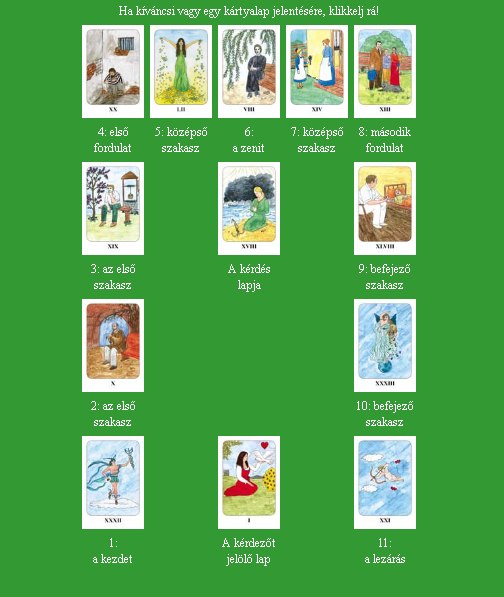 Ha kíváncsi vagy egy kártyalap jelentésére, klikkelj rá!
XX
LII
VIII
XIV
XIII
4: első
fordulat
5: középső
szakasz
6:
a zenit
7: középső
szakasz
8: második
fordulat
XIX
XVIII
XLVIII
3: az első
szakasz
A kérdés
lapja
9: befejező
szakasz
X
XXXIII
2: az első
szakasz
10: befejező
szakasz
XXXII
I
XXI
1:
a kezdet
A kérdezőt
jelölő lap
11:
a lezárás